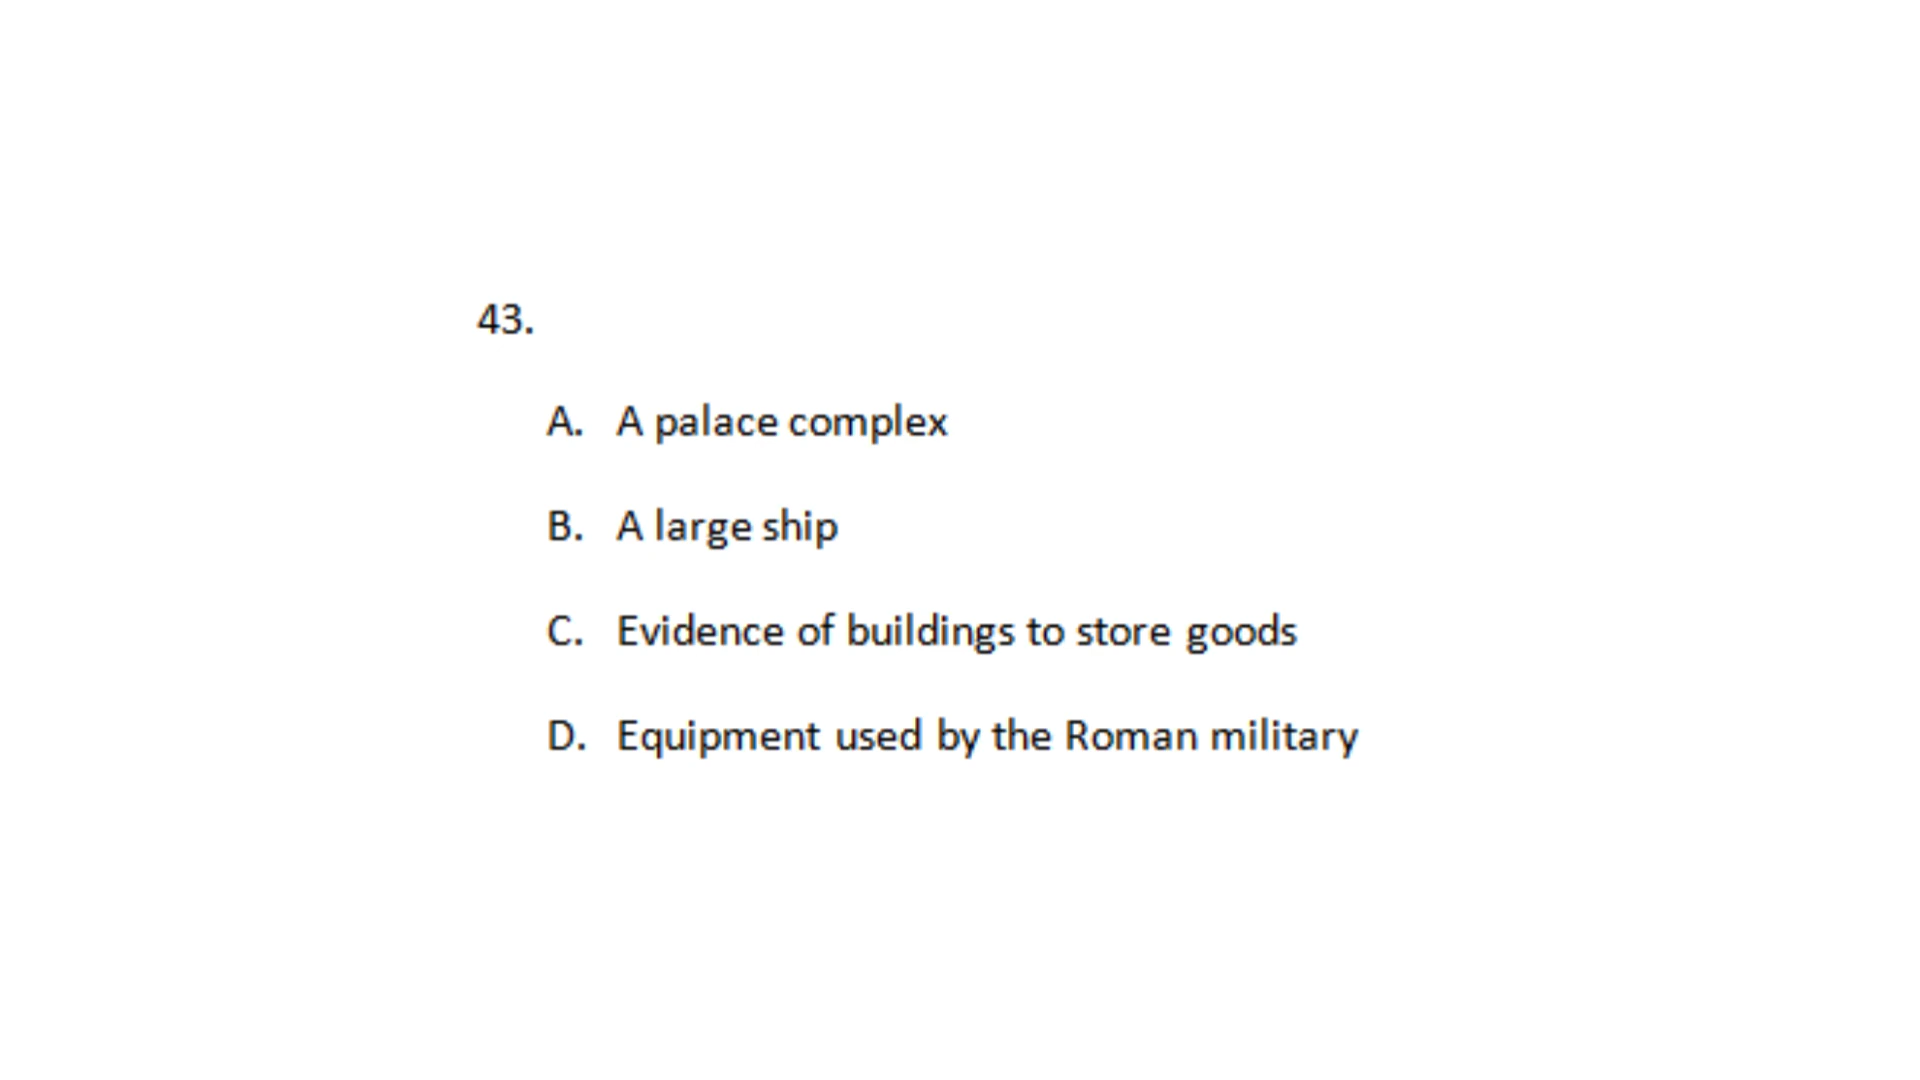 43.
A. A palace complex
B. A large ship
C. Evidence of buildings to store goods
D. Equipment used by the Roman military